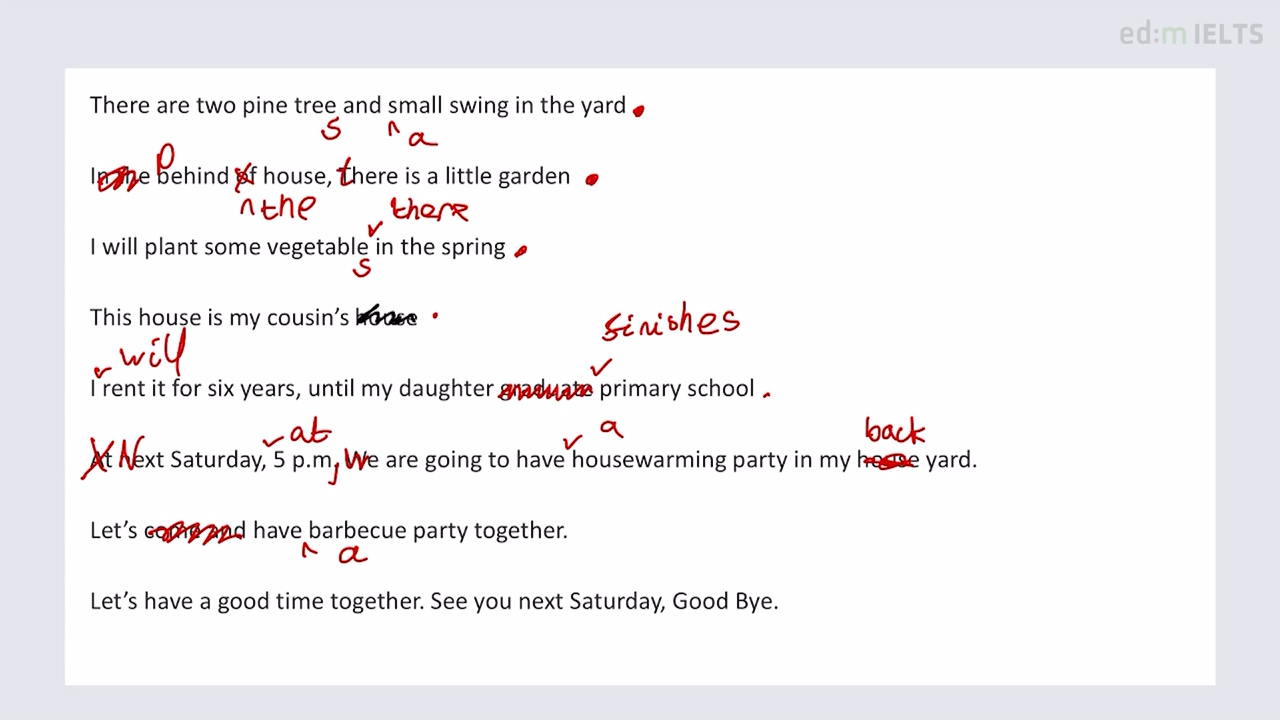 ed:m IELTS
There are two pine tree and small swing in the yard.
s ^ a
In the behind of house, there is a little garden.
^ the there
I will plant some vegetable in the spring.
s
This house is my cousin's house.
finishes
will
I rent it for six years, until my daughter graduate primary school.
at a back
At next Saturday, 5 p.m, We are going to have housewarming party in my house yard.
Let's come and have barbecue party together.
^ a
Let's have a good time together. See you next Saturday, Good Bye.